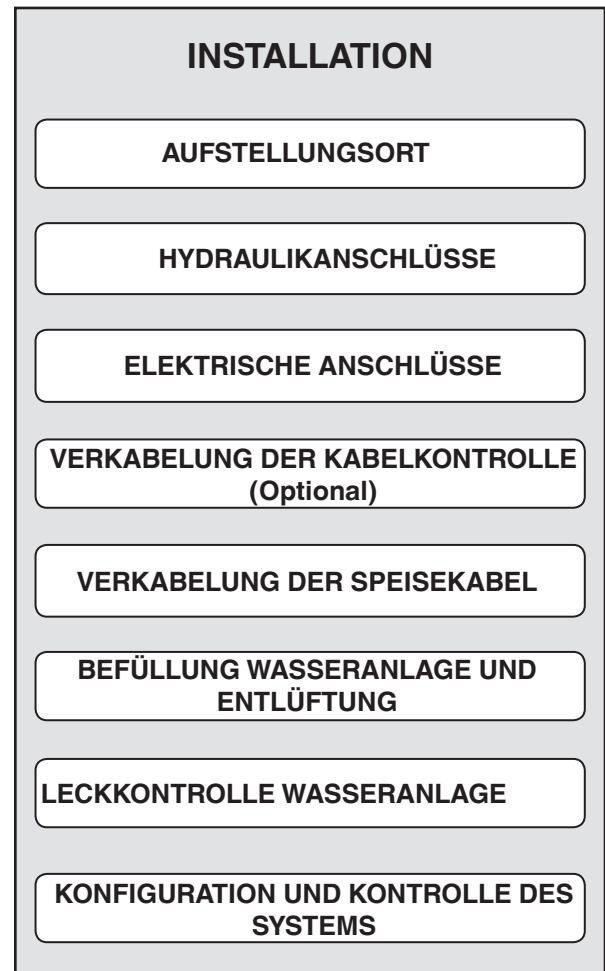 INSTALLATION
AUFSTELLUNGSORT
HYDRAULIKANSCHLÜSSE
ELEKTRISCHE ANSCHLÜSSE
VERKABELUNG DER KABELKONTROLLE
(Optional)
VERKABELUNG DER SPEISEKABEL
BEFÜLLUNG WASSERANLAGE UND
ENTLÜFTUNG
LECKKONTROLLE WASSERANLAGE
KONFIGURATION UND KONTROLLE DES
SYSTEMS